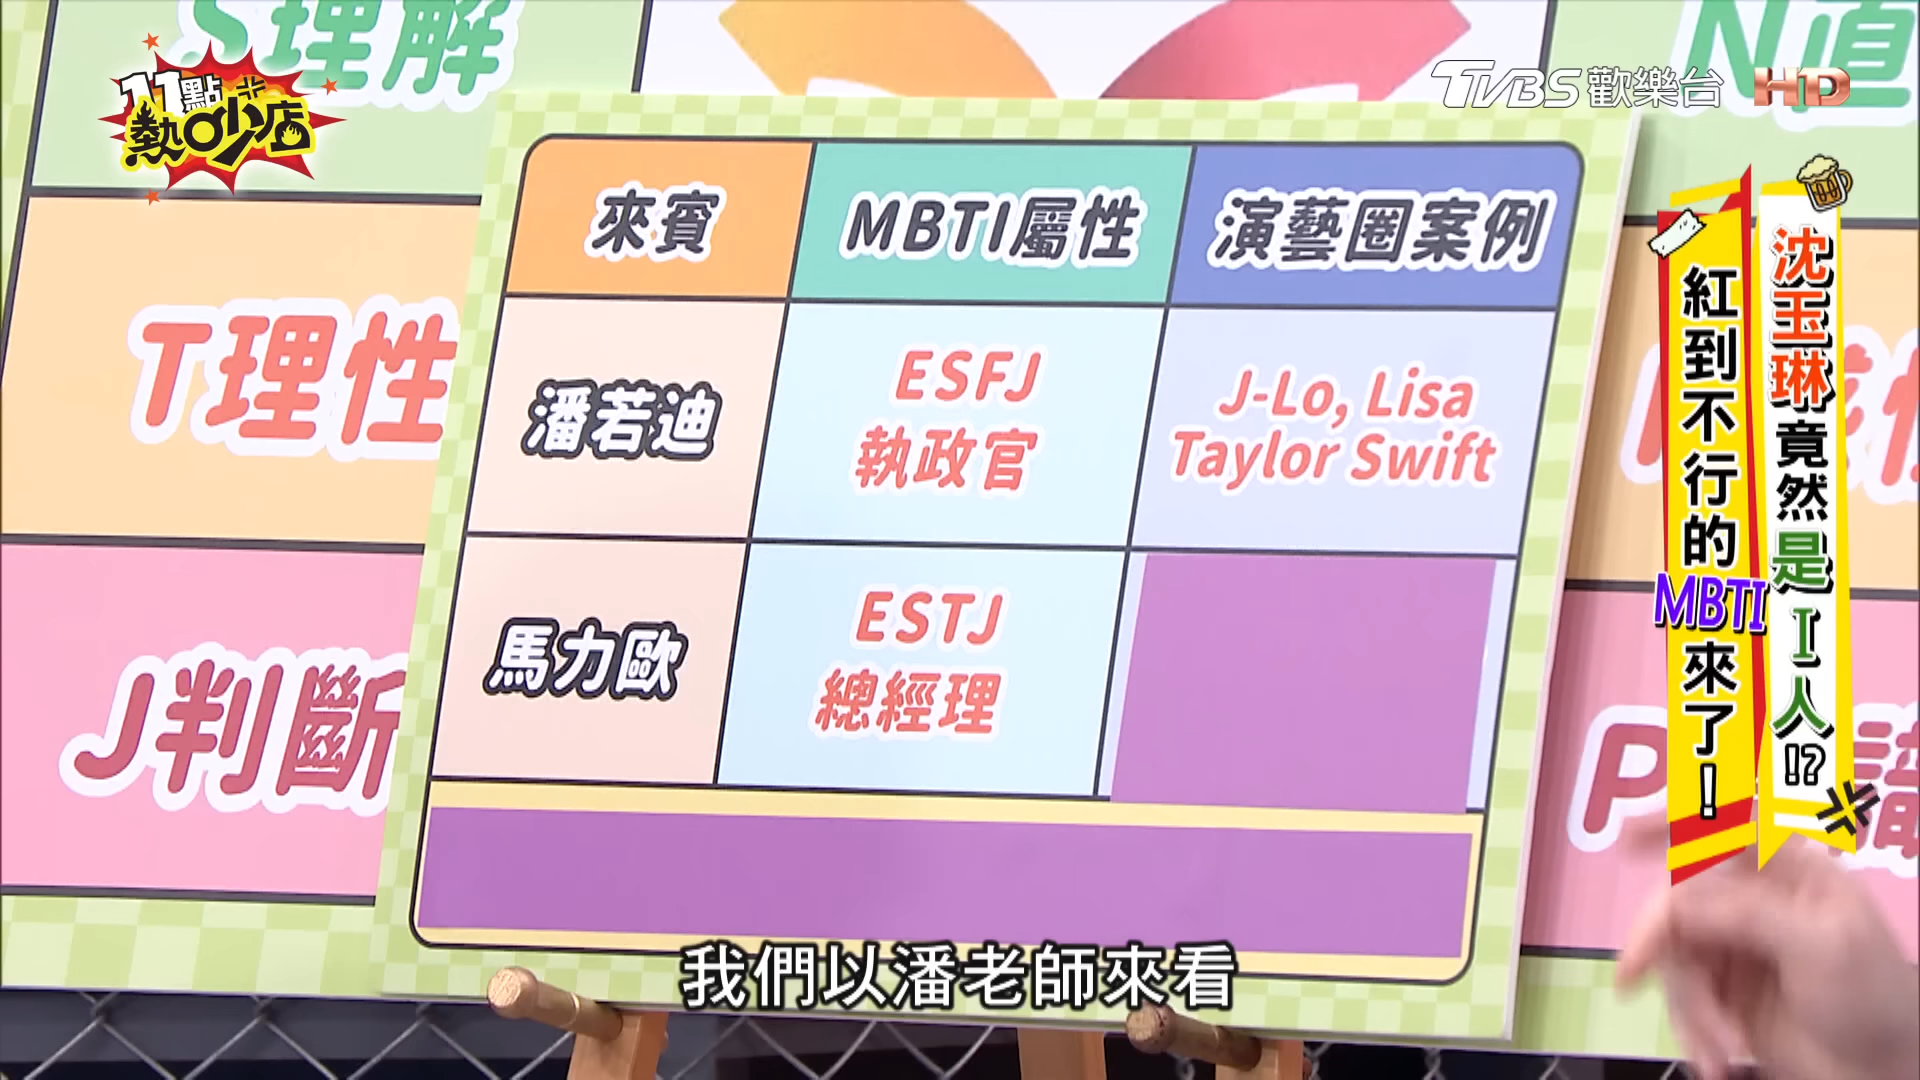 S理解
N直
11點
熱吵店
TVBS歡樂台 HD
來賓
MBTI屬性
演藝圈案例
T理性
潘若迪
ESFJ
執政官
J-Lo, Lisa
Taylor Swift
J判斷
馬力歐
ESTJ
總經理
P
沈玉琳竟然是I人!?
紅到不行的MBTI來了!
我們以潘老師來看